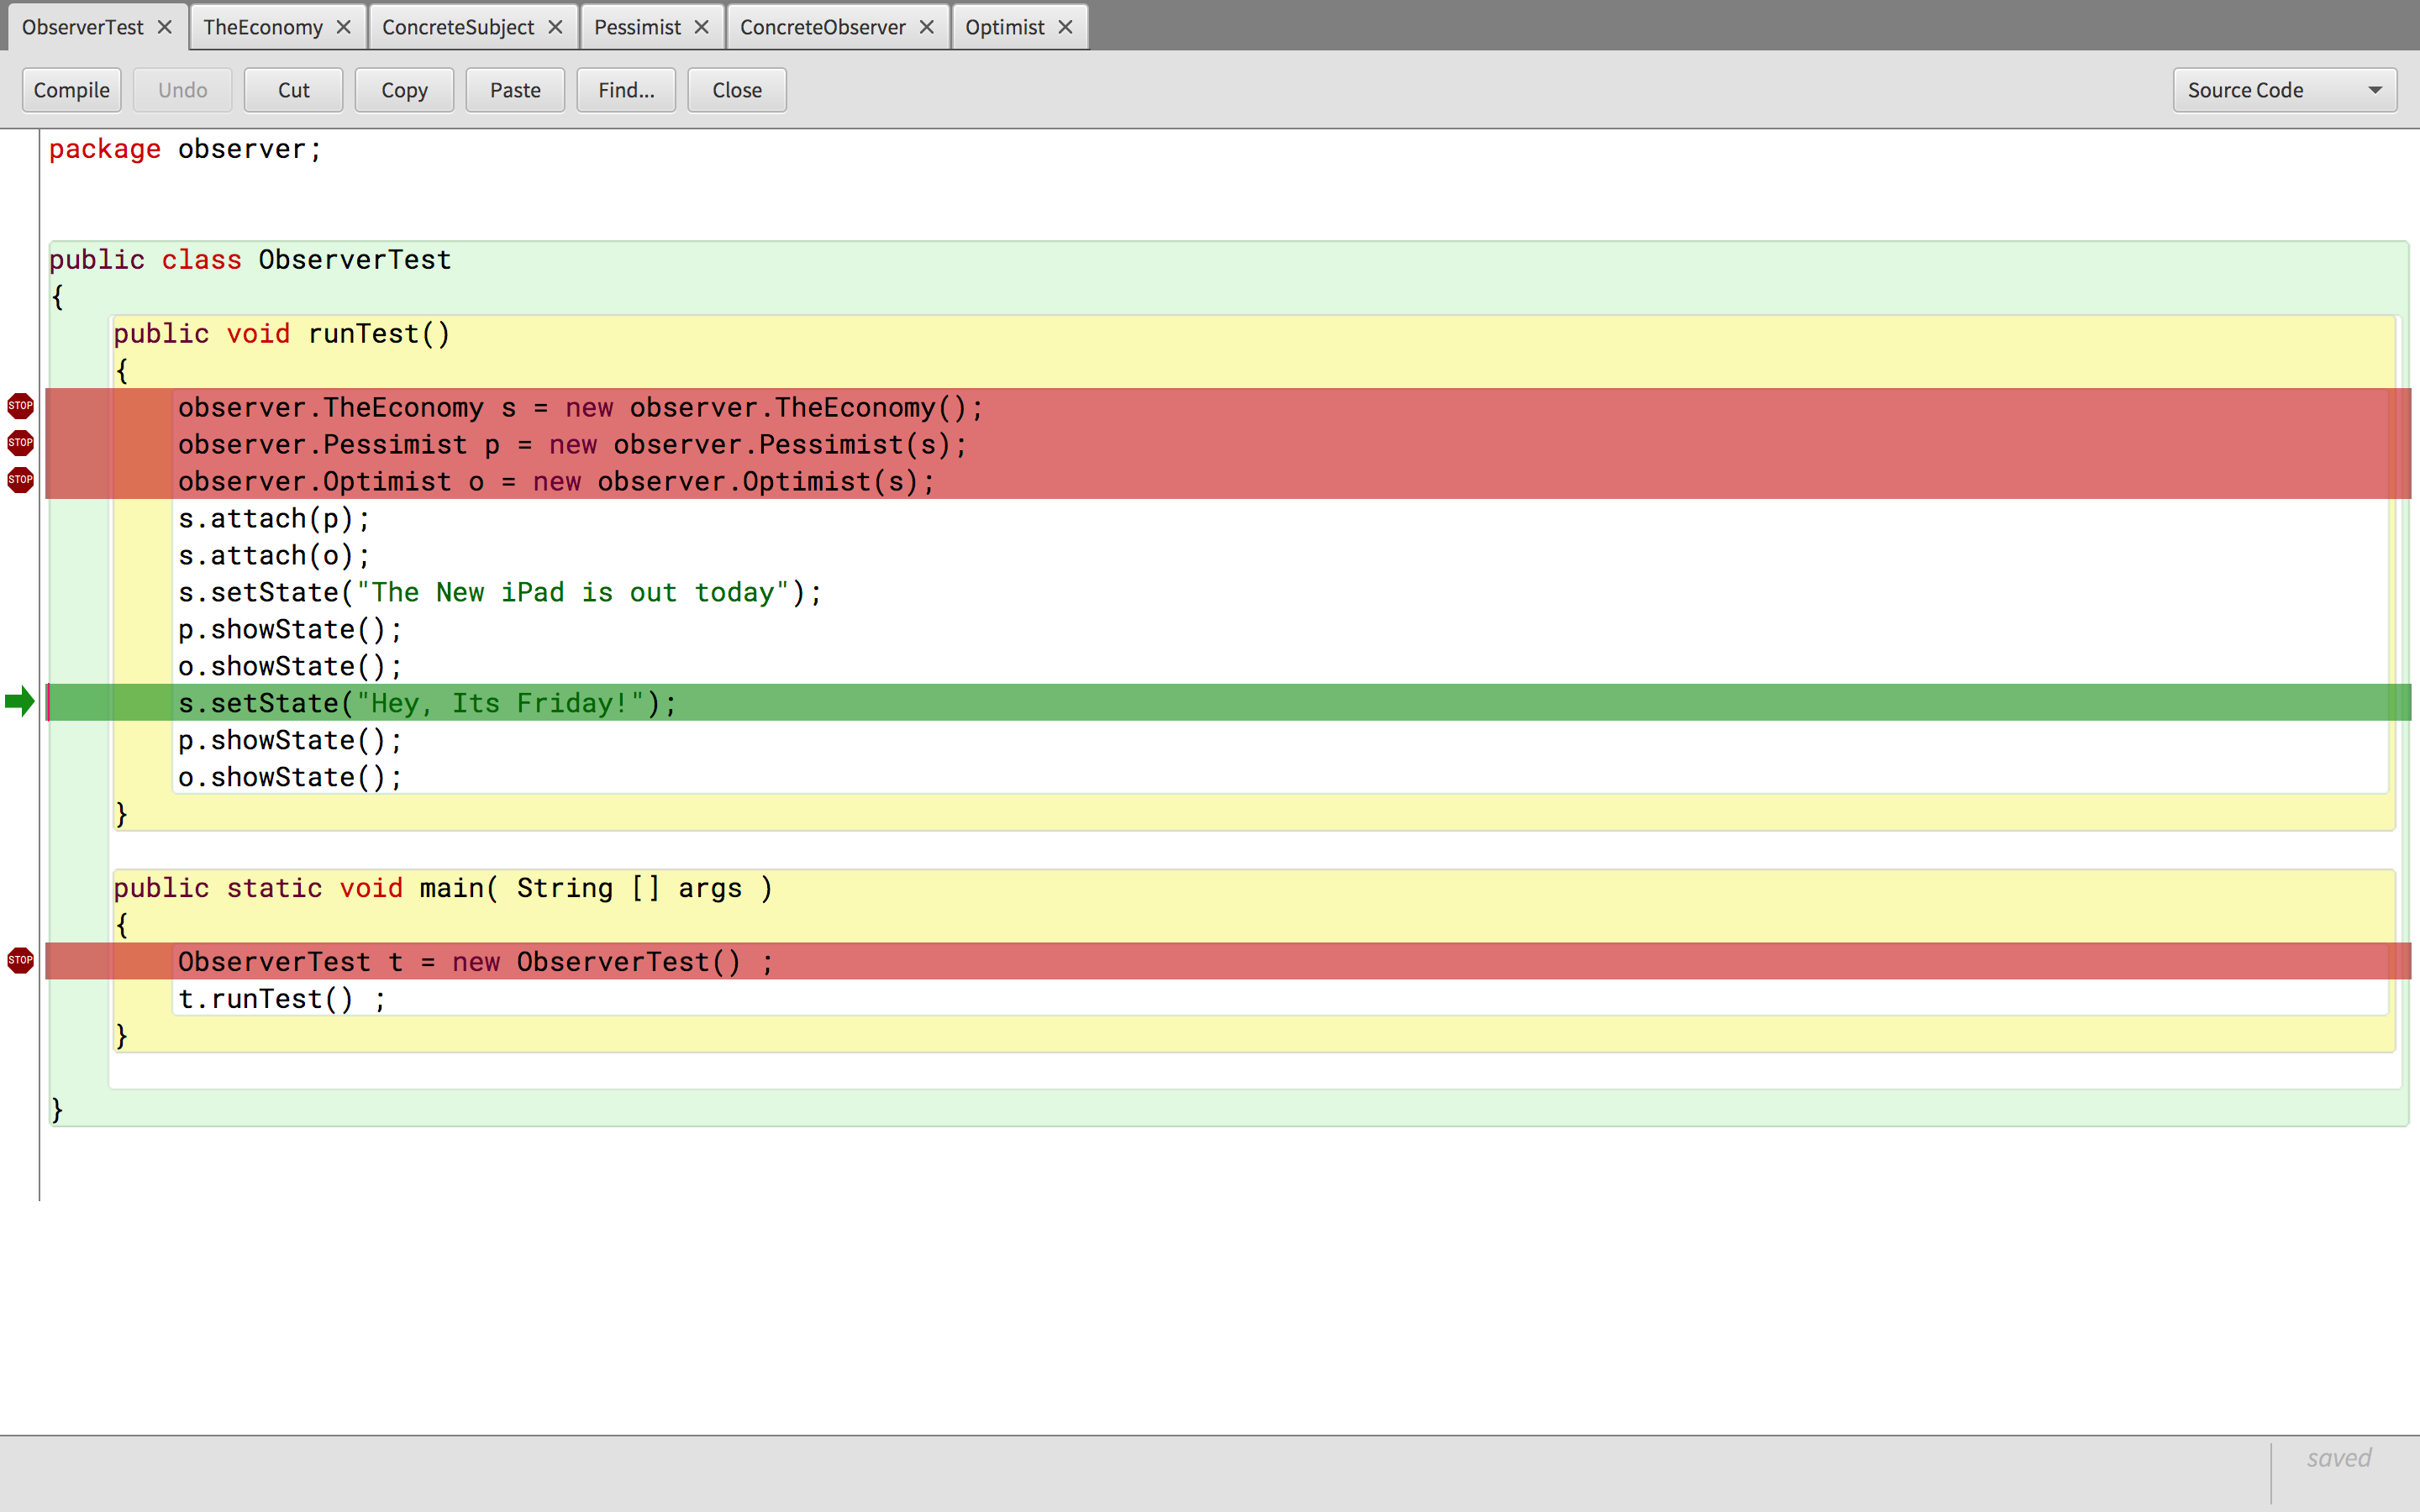 ObserverTest TheEconomy ConcreteSubject Pessimist ConcreteObserver Optimist
Compile Undo Cut Copy Paste Find... Close Source Code
package observer;
public class ObserverTest
{
public void runTest()
{
STOP observer.TheEconomy s = new observer.TheEconomy();
STOP observer.Pessimist p = new observer.Pessimist(s);
STOP observer.Optimist o = new observer.Optimist(s);
s.attach(p);
s.attach(o);
s.setState("The New iPad is out today");
p.showState();
o.showState();
s.setState("Hey, Its Friday!");
p.showState();
o.showState();
}
public static void main( String [] args )
{
STOP ObserverTest t = new ObserverTest() ;
t.runTest() ;
}
}
saved